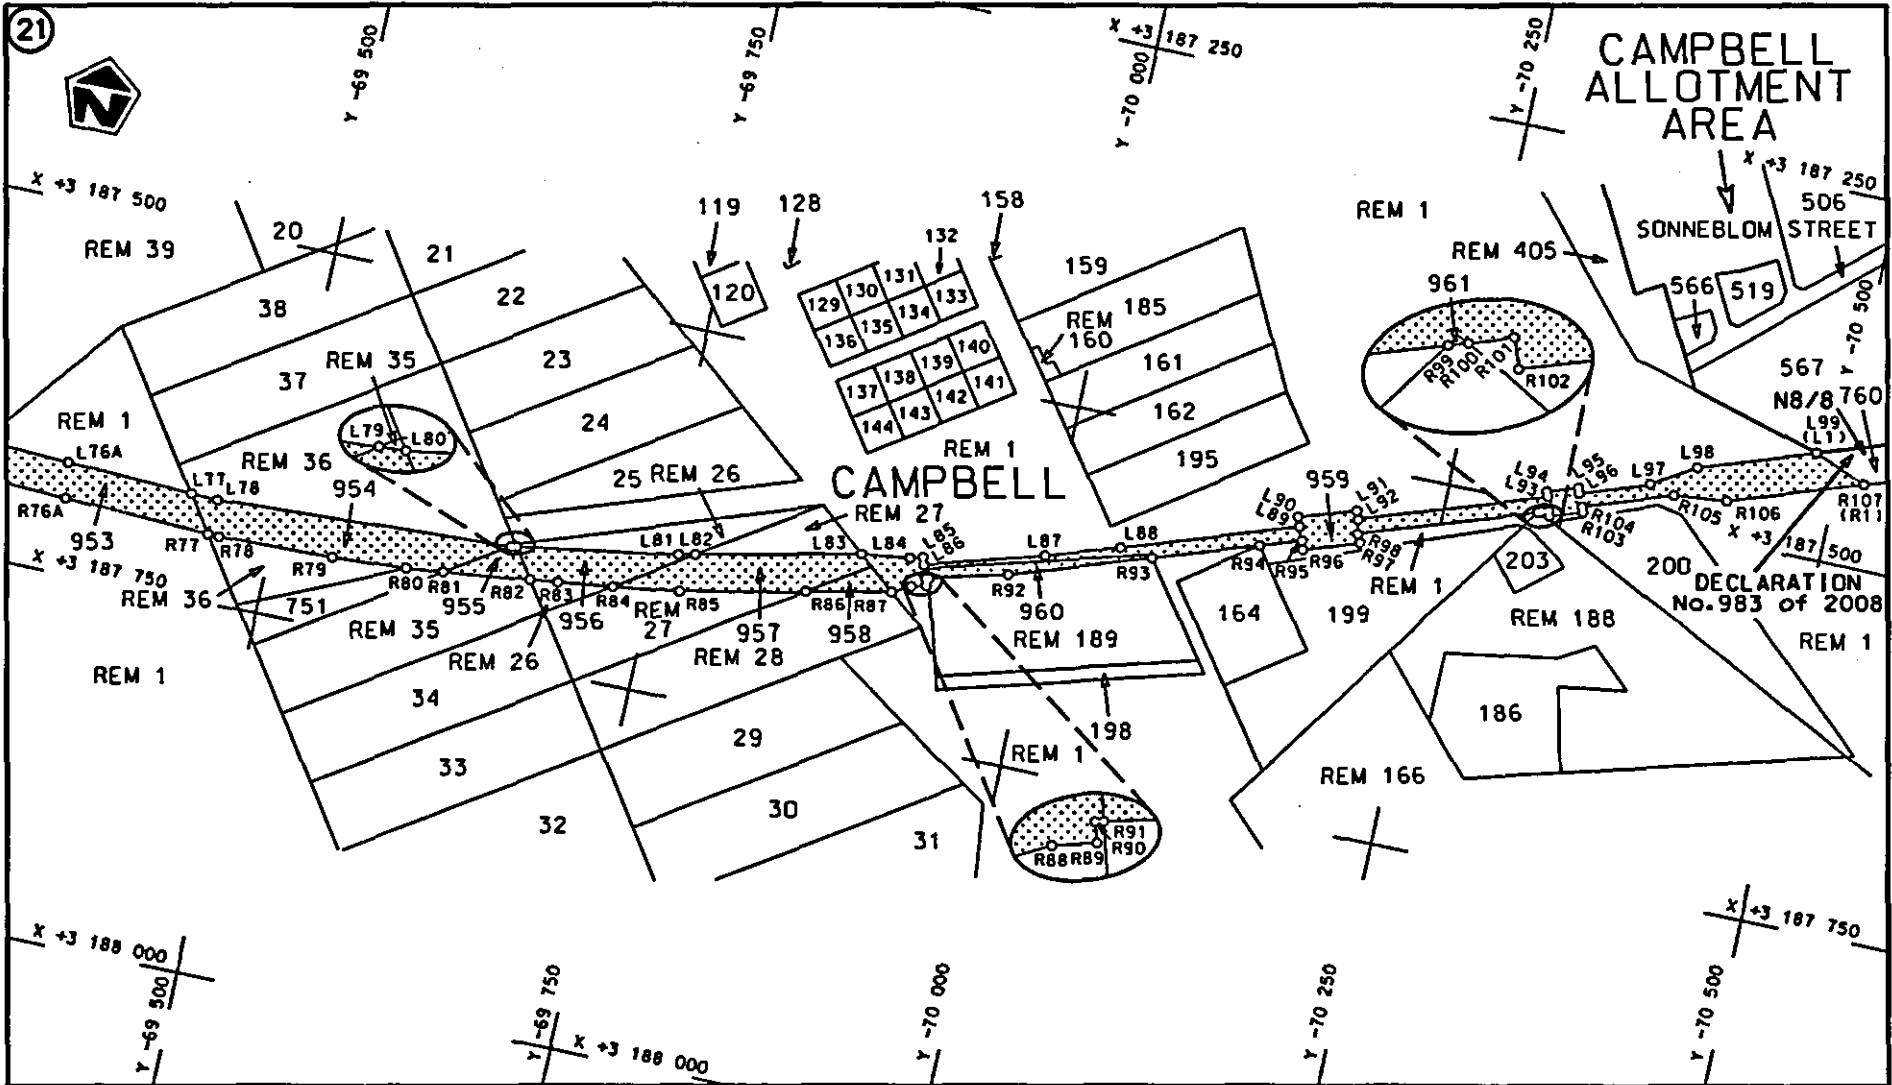 21
N
Y -69 500
Y -69 750
X +3 187 250
Y -70 000
Y -70 250
CAMPBELL
ALLOTMENT
AREA
X +3 187 250
X +3 187 500
REM 39
20
21
119
128
158
132
REM 1
506
SONNEBLOM STREET
REM 405
38
22
120
129
130
131
133
134
135
136
159
185
REM
160
961
566
519
Y -70 500
37
REM 35
23
137
138
139
140
141
142
143
144
161
162
R99
R100
R101
R102
567
N8/8
760
REM 1
L76A
L79
L80
24
REM 1
195
L99
(L1)
REM 36
25
REM 26
CAMPBELL
L77
L78
954
REM 27
L90
L89
959
L91
L92
L94
L93
L95
L96
L97
L98
R76A
953
R77
R78
R79
L81
L82
L83
L84
L85
L86
L87
L88
R107
(R1)
R106
R105
R104
R103
X +3 187 500
X +3 187 750
REM 36
751
R80
R81
955
R82
R83
R84
R85
R86
R87
R92
R93
R94
R95
R96
R98
R97
REM 1
203
200
DECLARATION
No.983 of 2008
REM 35
956
REM
27
957
958
960
REM 189
164
199
REM 188
REM 1
REM 26
REM 28
REM 1
34
198
186
29
REM 1
33
REM 166
30
32
31
R88
R89
R91
R90
X +3 188 000
Y -69 500
Y -69 750
X +3 188 000
Y -70 000
Y -70 250
Y -70 500
X +3 187 750